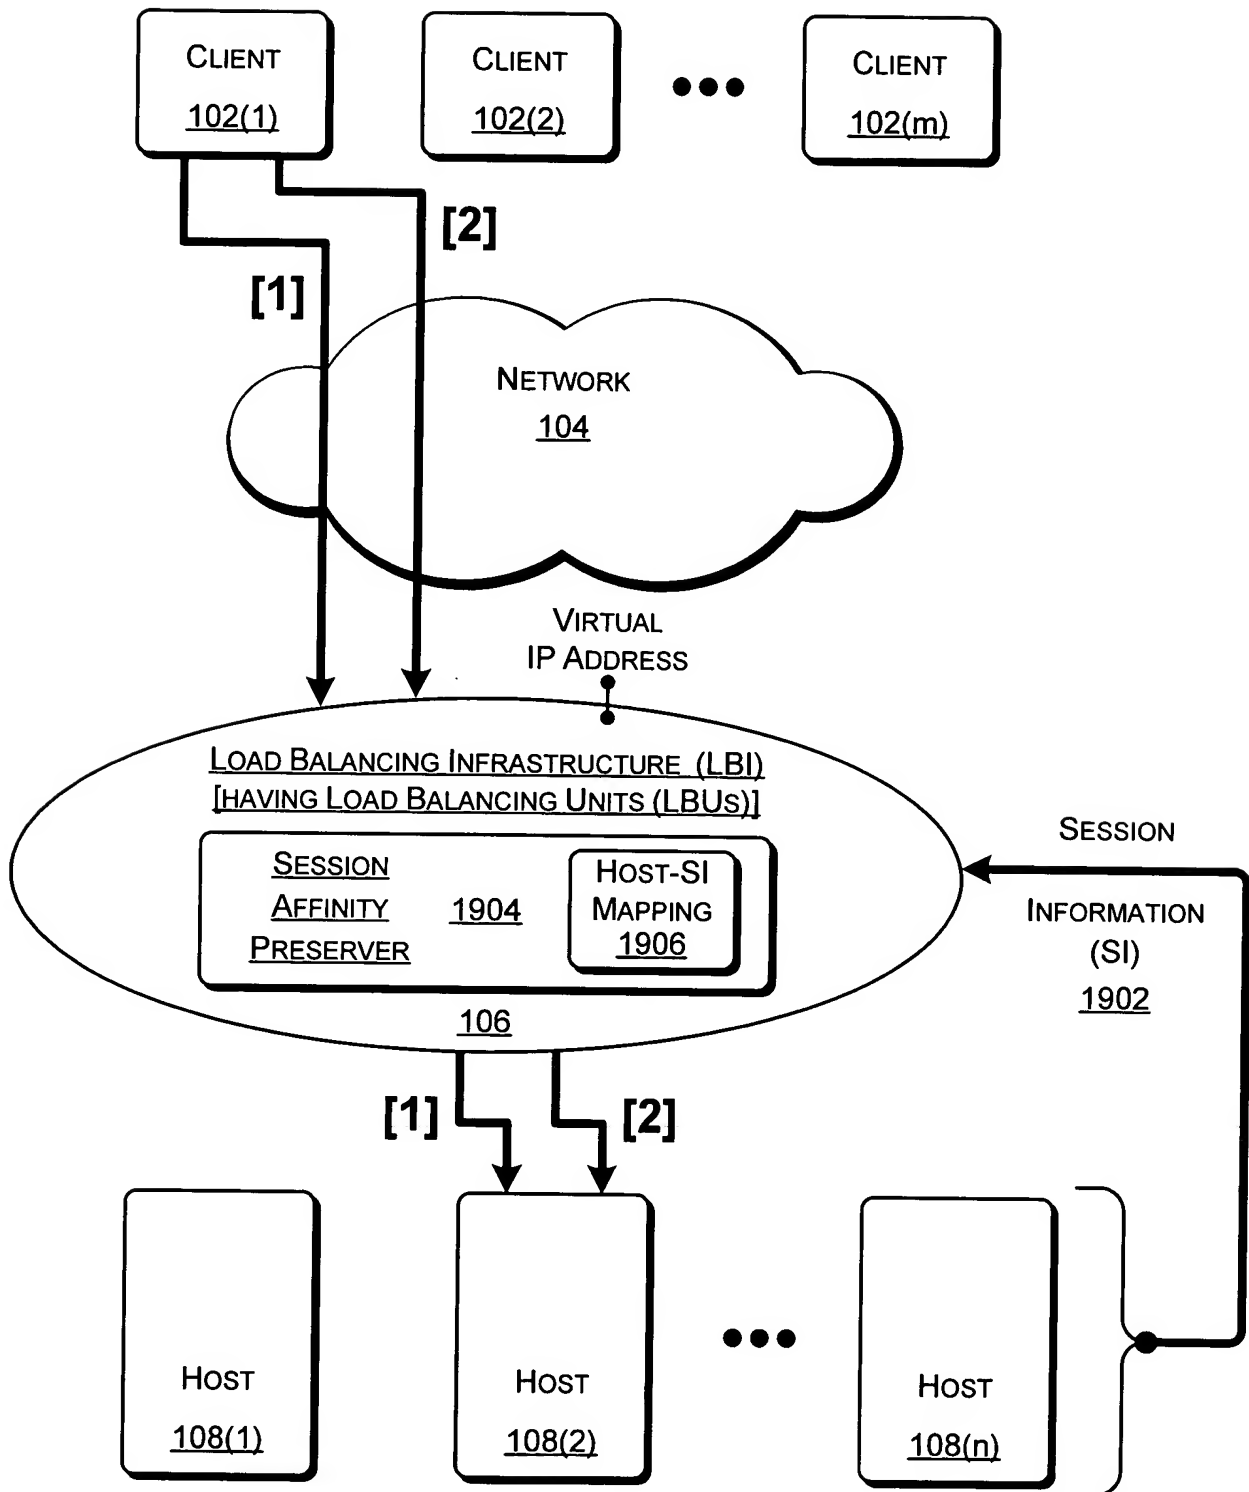 CLIENT
102(1)
CLIENT
102(2)
CLIENT
102(m)
[2]
[1]
NETWORK
104
VIRTUAL
IP ADDRESS
LOAD BALANCING INFRASTRUCTURE (LBI)
[HAVING LOAD BALANCING UNITS (LBUS)]
SESSION
AFFINITY
PRESERVER
1904
HOST-SI
MAPPING
1906
106
SESSION
INFORMATION
(SI)
1902
[1]
[2]
HOST
108(1)
HOST
108(2)
HOST
108(n)